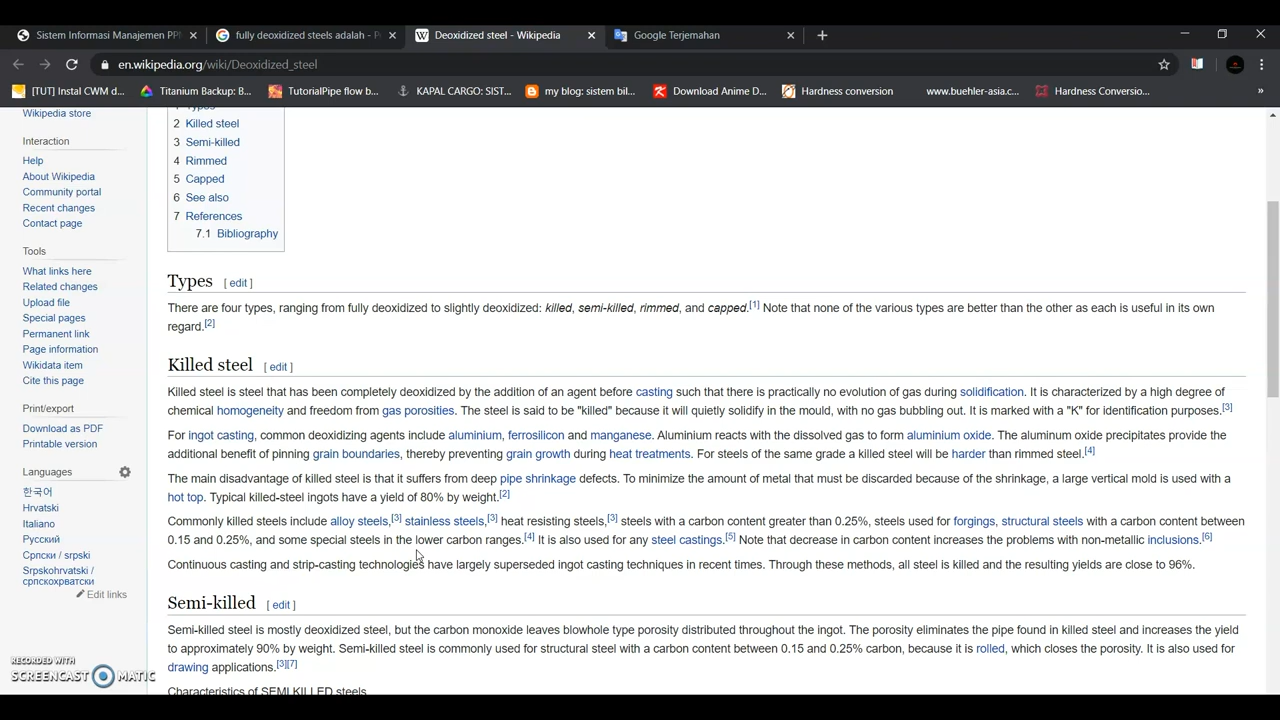 Sistem Informasi Manajemen PPM
fully deoxidized steels adalah - P
Deoxidized steel - Wikipedia
Google Terjemahan
en.wikipedia.org/wiki/Deoxidized_steel
[TUT] Instal CWM d...
Titanium Backup: B...
TutorialPipe flow b...
KAPAL CARGO: SIST...
my blog: sistem bil...
Download Anime D...
Hardness conversion
www.buehler-asia.c...
Hardness Conversio...
»
Wikipedia store
Interaction
Help
About Wikipedia
Community portal
Recent changes
Contact page
Tools
What links here
Related changes
Upload file
Special pages
Permanent link
Page information
Wikidata item
Cite this page
Print/export
Download as PDF
Printable version
Languages
한국어
Hrvatski
Italiano
Русский
Српски / srpski
Srpskohrvatski /
српскохрватски
Edit links
1 Types
2 Killed steel
3 Semi-killed
4 Rimmed
5 Capped
6 See also
7 References
7.1 Bibliography
Types [ edit ]
There are four types, ranging from fully deoxidized to slightly deoxidized: killed, semi-killed, rimmed, and capped.[1] Note that none of the various types are better than the other as each is useful in its own
regard.[2]
Killed steel [ edit ]
Killed steel is steel that has been completely deoxidized by the addition of an agent before casting such that there is practically no evolution of gas during solidification. It is characterized by a high degree of
chemical homogeneity and freedom from gas porosities. The steel is said to be "killed" because it will quietly solidify in the mould, with no gas bubbling out. It is marked with a "K" for identification purposes.[3]
For ingot casting, common deoxidizing agents include aluminium, ferrosilicon and manganese. Aluminium reacts with the dissolved gas to form aluminium oxide. The aluminum oxide precipitates provide the
additional benefit of pinning grain boundaries, thereby preventing grain growth during heat treatments. For steels of the same grade a killed steel will be harder than rimmed steel.[4]
The main disadvantage of killed steel is that it suffers from deep pipe shrinkage defects. To minimize the amount of metal that must be discarded because of the shrinkage, a large vertical mold is used with a
hot top. Typical killed-steel ingots have a yield of 80% by weight.[2]
Commonly killed steels include alloy steels,[3] stainless steels,[3] heat resisting steels,[3] steels with a carbon content greater than 0.25%, steels used for forgings, structural steels with a carbon content between
0.15 and 0.25%, and some special steels in the lower carbon ranges.[4] It is also used for any steel castings.[5] Note that decrease in carbon content increases the problems with non-metallic inclusions.[6]
Continuous casting and strip-casting technologies have largely superseded ingot casting techniques in recent times. Through these methods, all steel is killed and the resulting yields are close to 96%.
Semi-killed [ edit ]
Semi-killed steel is mostly deoxidized steel, but the carbon monoxide leaves blowhole type porosity distributed throughout the ingot. The porosity eliminates the pipe found in killed steel and increases the yield
to approximately 90% by weight. Semi-killed steel is commonly used for structural steel with a carbon content between 0.15 and 0.25% carbon, because it is rolled, which closes the porosity. It is also used for
drawing applications.[3][7]
Characteristics of SEMI KILLED steels
RECORDED WITH
SCREENCAST MATIC